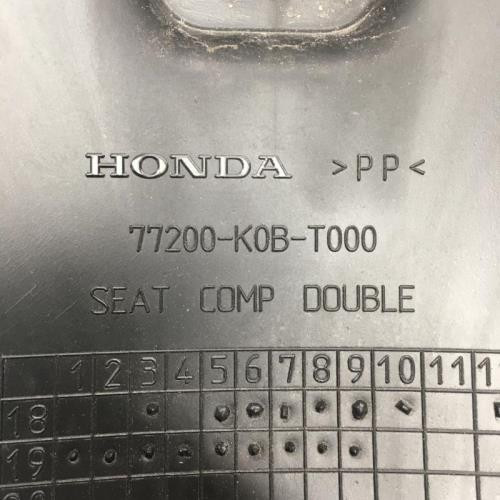 HONDA >PP<
77200-K0B-T000
SEAT COMP DOUBLE
1 2 3 4 5 6 7 8 9 10 11
18
19